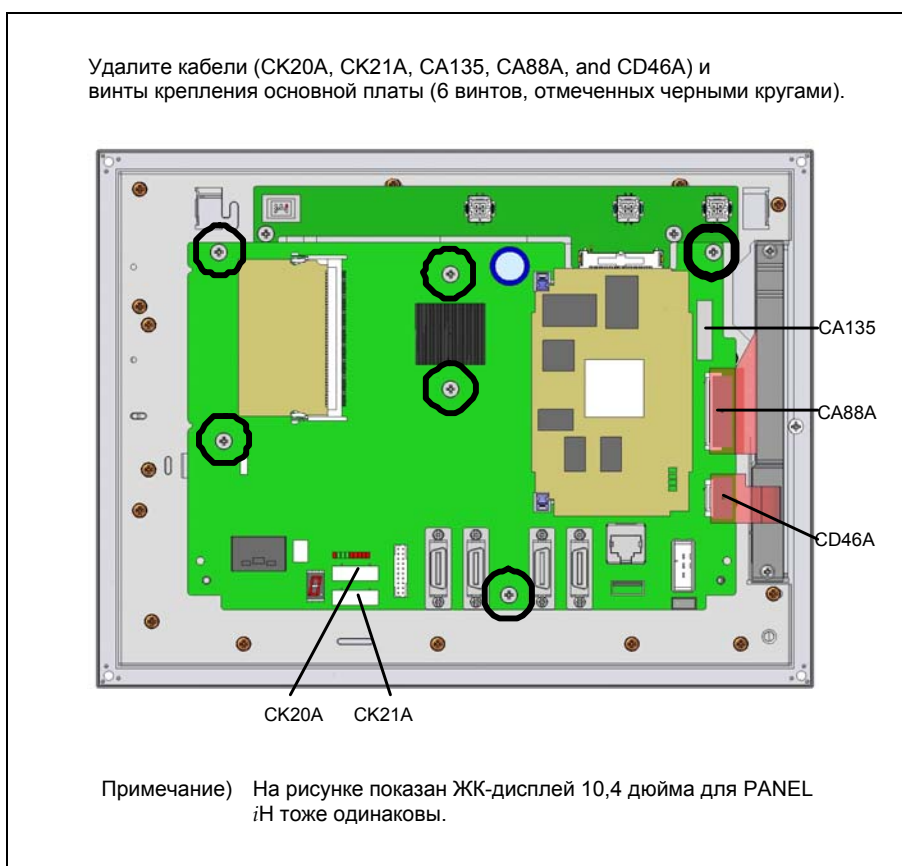 Удалите кабели (CK20A, CK21A, CA135, CA88A, and CD46A) и
винты крепления основной платы (6 винтов, отмеченных черными кругами).
CA135
CA88A
CD46A
CK20A CK21A
Примечание) На рисунке показан ЖК-дисплей 10,4 дюйма для PANEL
iH тоже одинаковы.